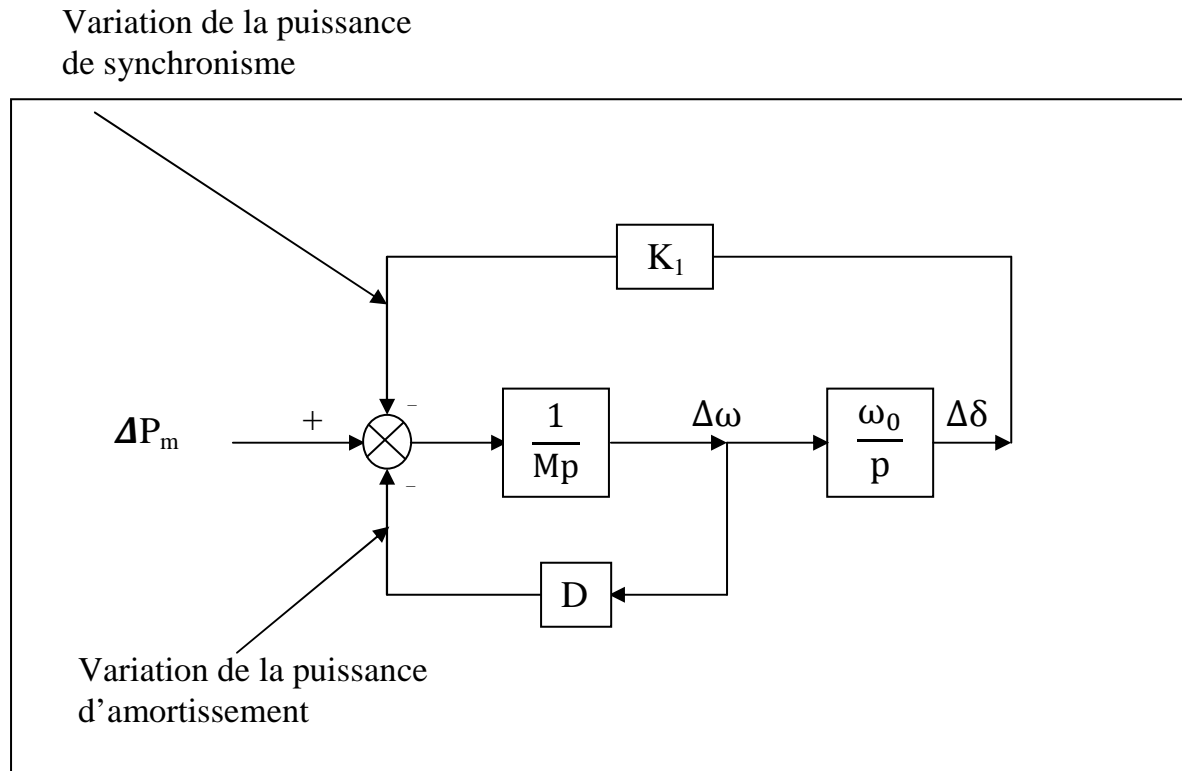 Variation de la puissance
de synchronisme
K₁
−
+
ΔPₘ
1
Mp
Δω
ω₀
p
Δδ
−
D
Variation de la puissance
d’amortissement